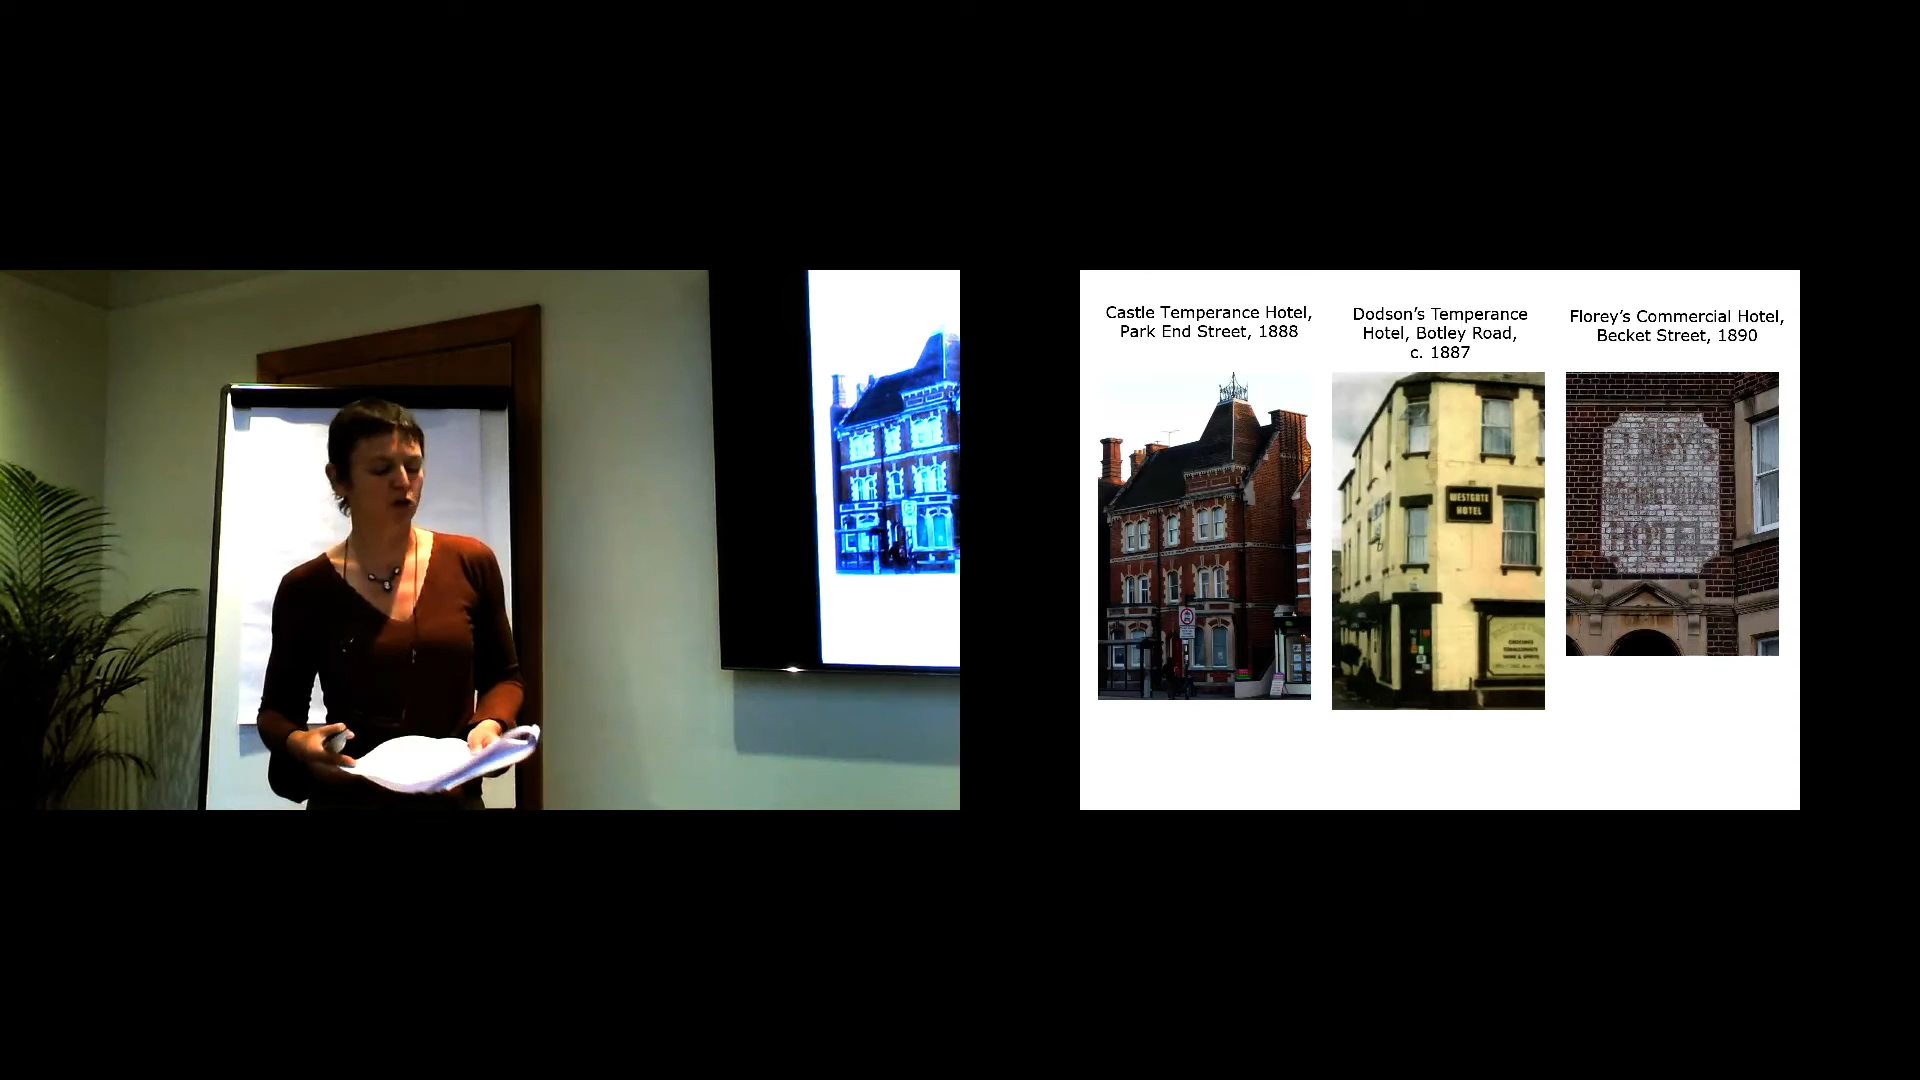 Castle Temperance Hotel,
Park End Street, 1888
Dodson’s Temperance
Hotel, Botley Road,
c. 1887
Florey’s Commercial Hotel,
Becket Street, 1890
WESTGATE
HOTEL